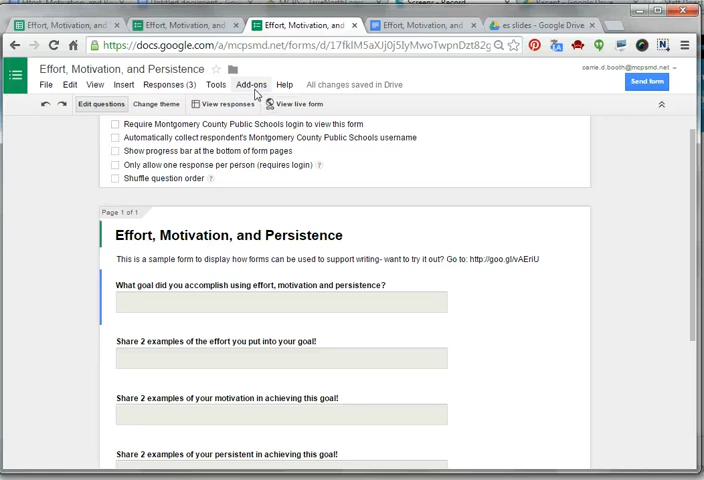 Effort, Motivation, and
Effort, Motivation, and
Effort, Motivation, and
Effort, Motivation, and
es slides - Google Drive
https://docs.google.com/a/mcpsmd.net/forms/d/17fklM5aXJj0j5IyMwoTwpnDzt82g
Effort, Motivation, and Persistence
carrie.d.booth@mcpsmd.net
File Edit View Insert Responses (3) Tools Add-ons Help All changes saved in Drive
Send form
Edit questions Change theme View responses View live form
Require Montgomery County Public Schools login to view this form
Automatically collect respondent's Montgomery County Public Schools username
Show progress bar at the bottom of form pages
Only allow one response per person (requires login) ?
Shuffle question order ?
Page 1 of 1
Effort, Motivation, and Persistence
This is a sample form to display how forms can be used to support writing- want to try it out? Go to: http://goo.gl/vAEriU
What goal did you accomplish using effort, motivation and persistence?
Share 2 examples of the effort you put into your goal!
Share 2 examples of your motivation in achieving this goal!
Share 2 examples of your persistent in achieving this goal!